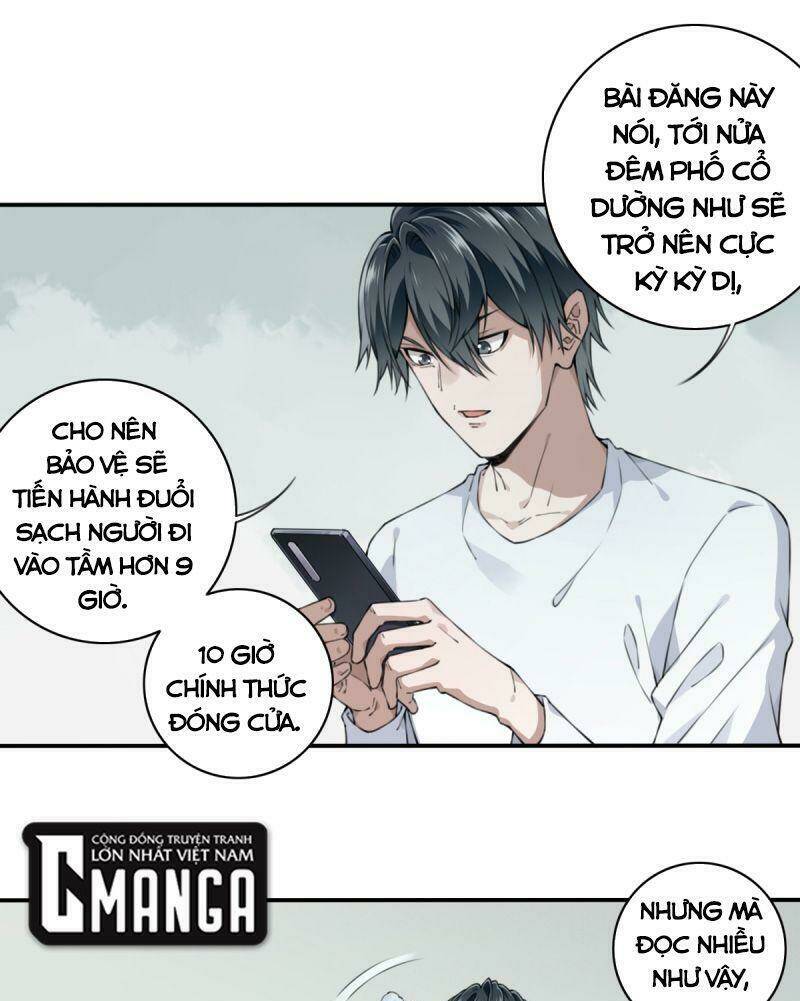 BÀI ĐĂNG NÀY
NÓI, TỚI NỬA
ĐÊM PHỐ CỔ
DƯỜNG NHƯ SẼ
TRỞ NÊN CỰC
KỲ KỲ DỊ,
CHO NÊN
BẢO VỆ SẼ
TIẾN HÀNH ĐUỔI
SẠCH NGƯỜI ĐI
VÀO TẦM HƠN 9
GIỜ.
10 GIỜ
CHÍNH THỨC
ĐÓNG CỬA.
CỘNG ĐỒNG TRUYỆN TRANH
LỚN NHẤT VIỆT NAM
CMANGA
NHƯNG MÀ
ĐỌC NHIỀU
NHƯ VẬY,